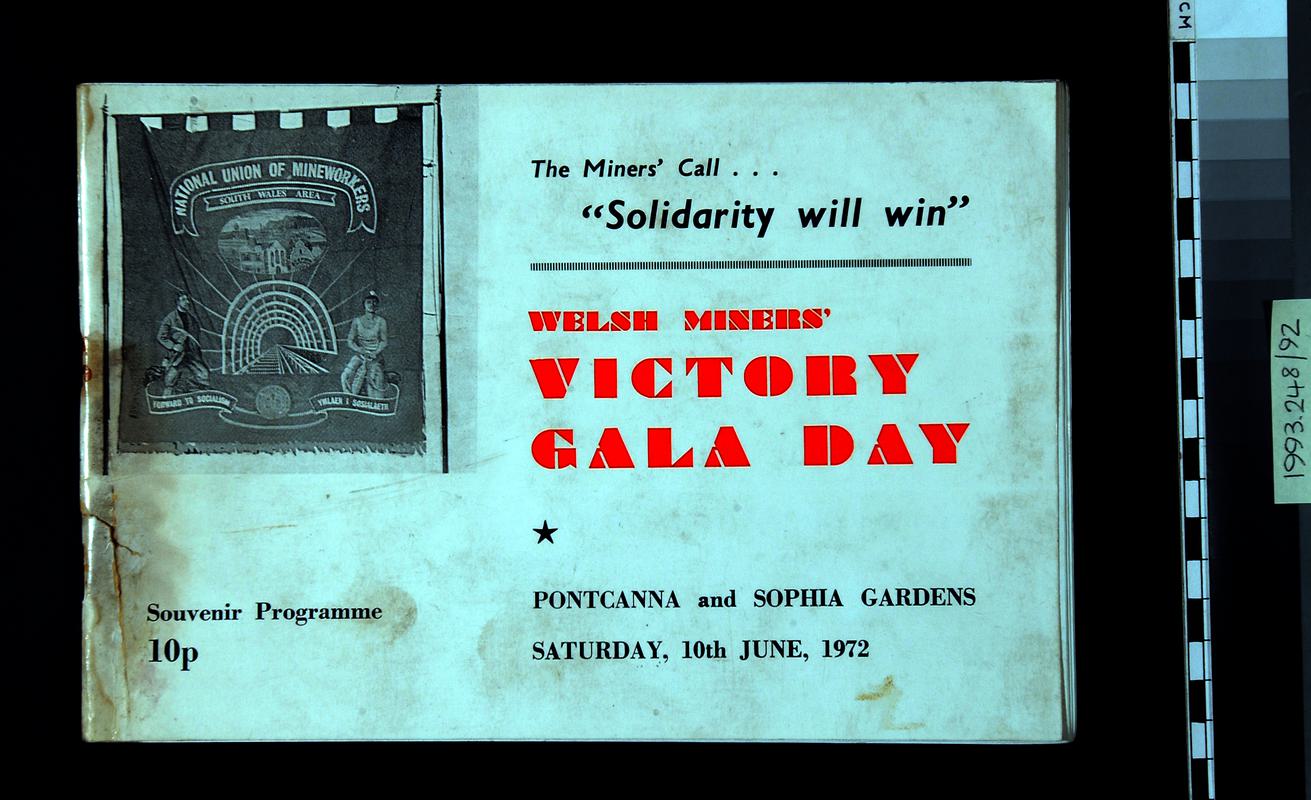 NATIONAL UNION OF MINEWORKERS
SOUTH WALES AREA
FORWARD TO SOCIALISM
YMLAEN I SOSIALAETH
The Miners' Call . . .
“Solidarity will win”
WELSH MINERS'
VICTORY
GALA DAY
★
PONTCANNA and SOPHIA GARDENS
SATURDAY, 10th JUNE, 1972
Souvenir Programme
10p
CM
1993.248/92